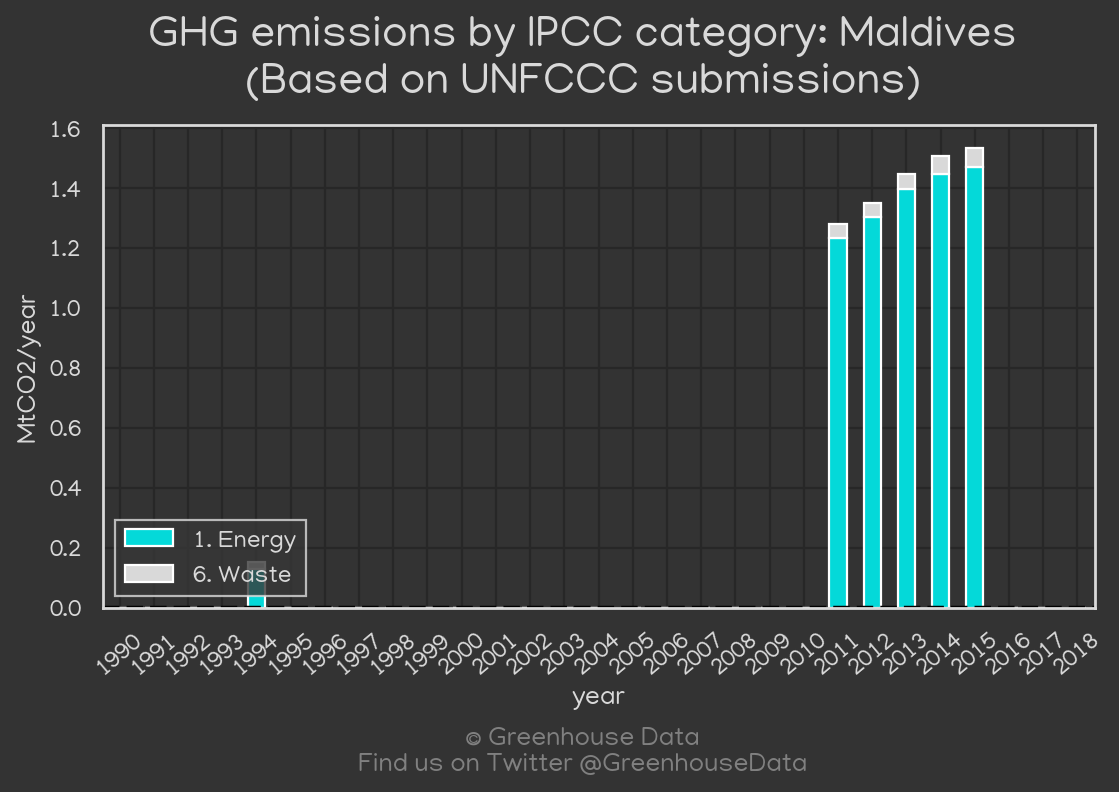 GHG emissions by IPCC category: Maldives
(Based on UNFCCC submissions)
1.6
1.4
1.2
1.0
0.8
0.6
0.4
0.2
0.0
MtCO2/year
1. Energy
6. Waste
1990 1991 1992 1993 1994 1995 1996 1997 1998 1999 2000 2001 2002 2003 2004 2005 2006 2007 2008 2009 2010 2011 2012 2013 2014 2015 2016 2017 2018
year
© Greenhouse Data
Find us on Twitter @GreenhouseData